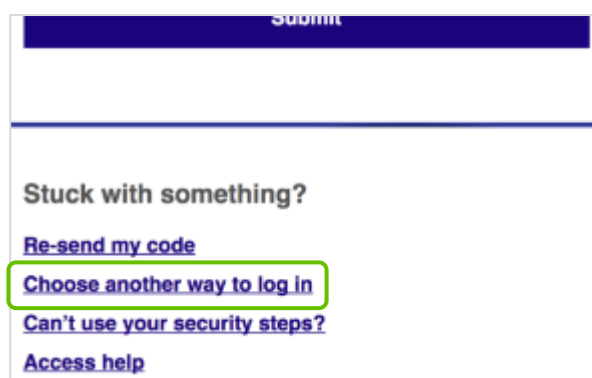 Submit
Stuck with something?
Re-send my code
Choose another way to log in
Can't use your security steps?
Access help